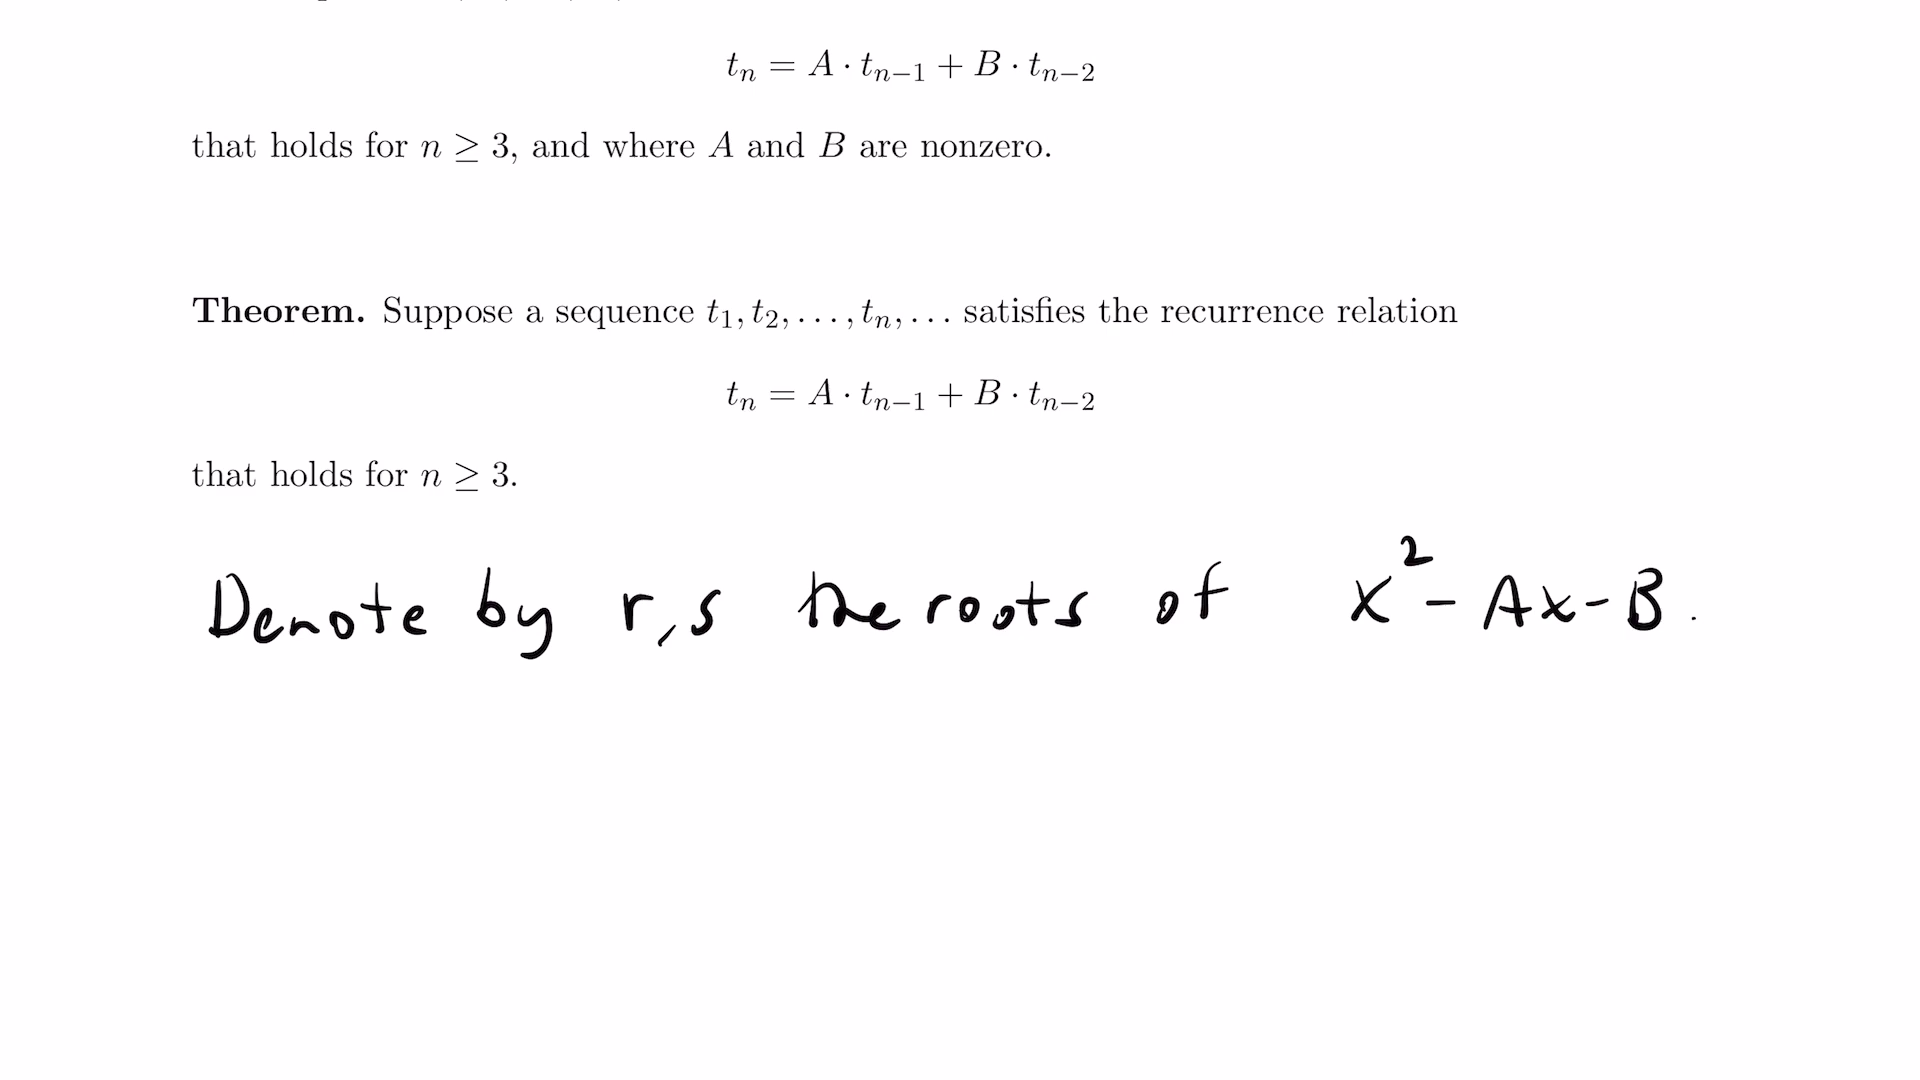 tₙ = A · tₙ₋₁ + B · tₙ₋₂
that holds for n ≥ 3, and where A and B are nonzero.
Theorem. Suppose a sequence t₁, t₂, . . . , tₙ, . . . satisfies the recurrence relation
tₙ = A · tₙ₋₁ + B · tₙ₋₂
that holds for n ≥ 3.
Denote by r, s the roots of x² - Ax - B.